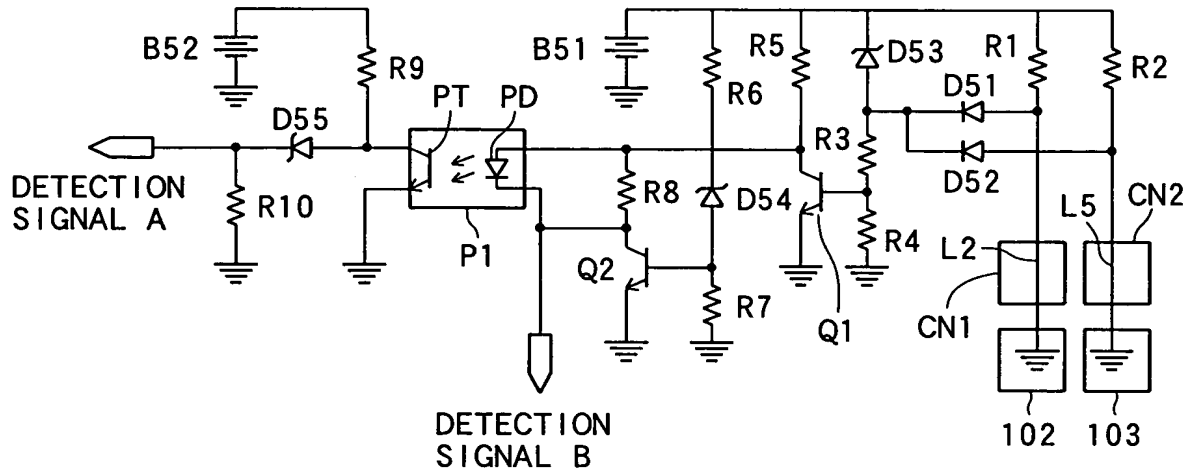 B52
R9
B51
R5
R6
D53
R1
R2
D51
PT
PD
D55
R3
D52
DETECTION
SIGNAL A
R10
P1
R8
D54
R4
L5
CN2
L2
Q2
R7
Q1
CN1
DETECTION
SIGNAL B
102
103